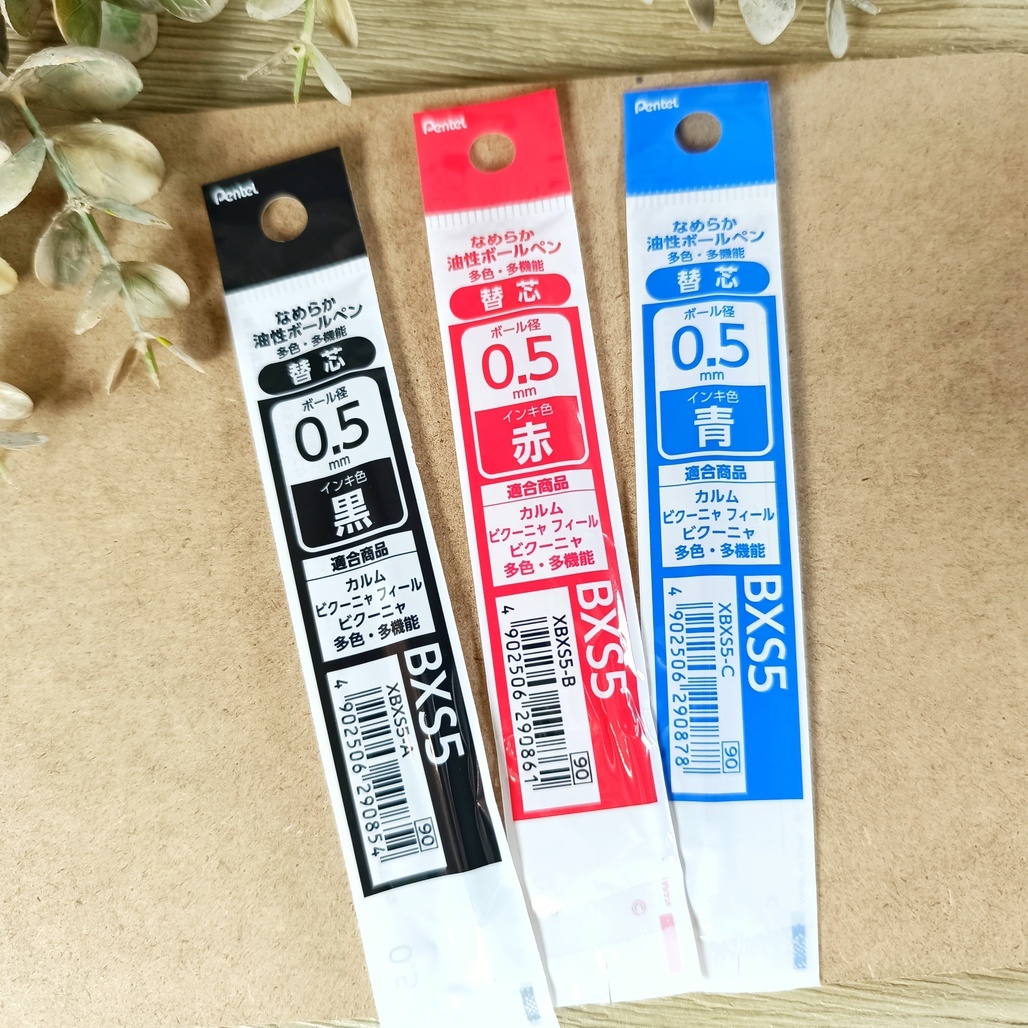 Pentel
なめらか
油性ボールペン
多色・多機能
替芯
ボール径
0.5
mm
インキ色
黒
適合商品
カルム
ビクーニャ フィール
ビクーニャ
多色・多機能
BXS5
XBXS5-A
4 902506 290854
90
Pentel
なめらか
油性ボールペン
多色・多機能
替芯
ボール径
0.5
mm
インキ色
赤
適合商品
カルム
ビクーニャ フィール
ビクーニャ
多色・多機能
BXS5
XBXS5-B
4 902506 290861
90
Pentel
なめらか
油性ボールペン
多色・多機能
替芯
ボール径
0.5
mm
インキ色
青
適合商品
カルム
ビクーニャ フィール
ビクーニャ
多色・多機能
BXS5
XBXS5-C
4 902506 290878
90